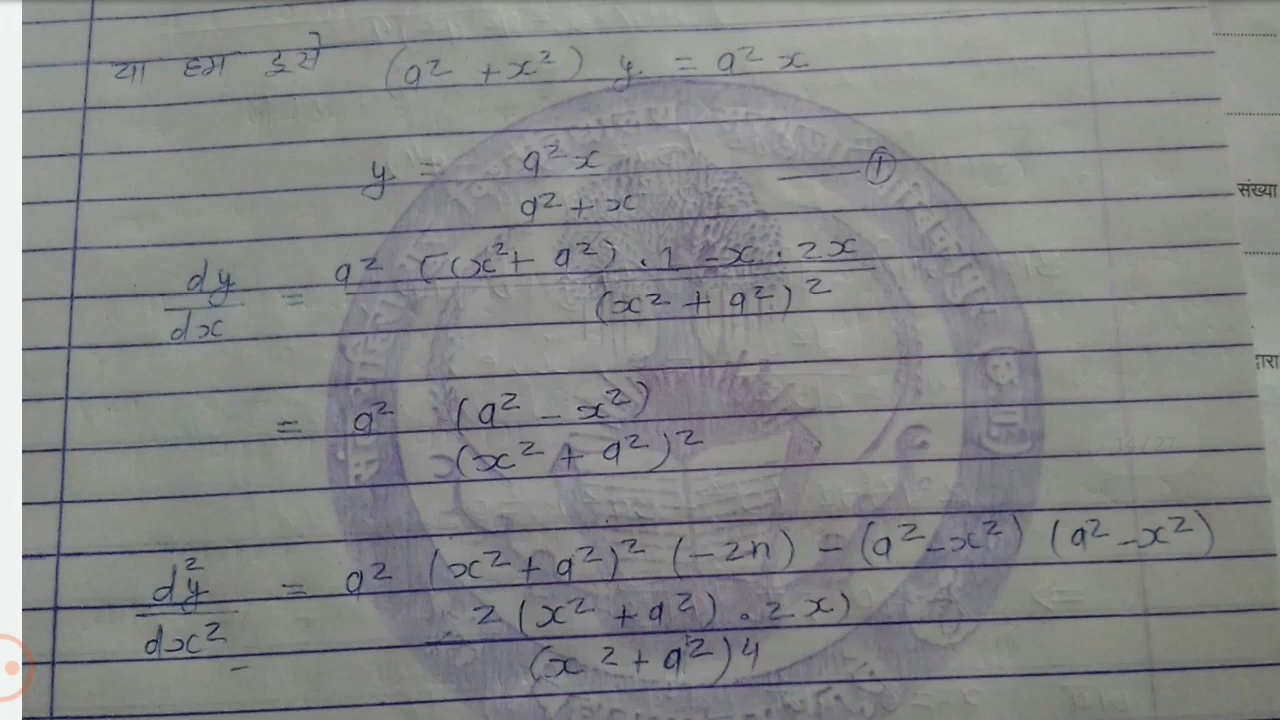 या हम इसे (a² + x²) y. = a² x
y. = a² x / a² + x —— ①
संख्या
dy/dx = a² ((x² + a²) . 1 - x . 2x / (x² + a²)²
द्वारा
= a² (a² - x²) / (x² + a²)²
14/27
d²y/dx² = a² (x² + a²)² (-2n) - (a² - x²) (a² - x²)
2 (x² + a²) . 2x)
(x² + a²)4